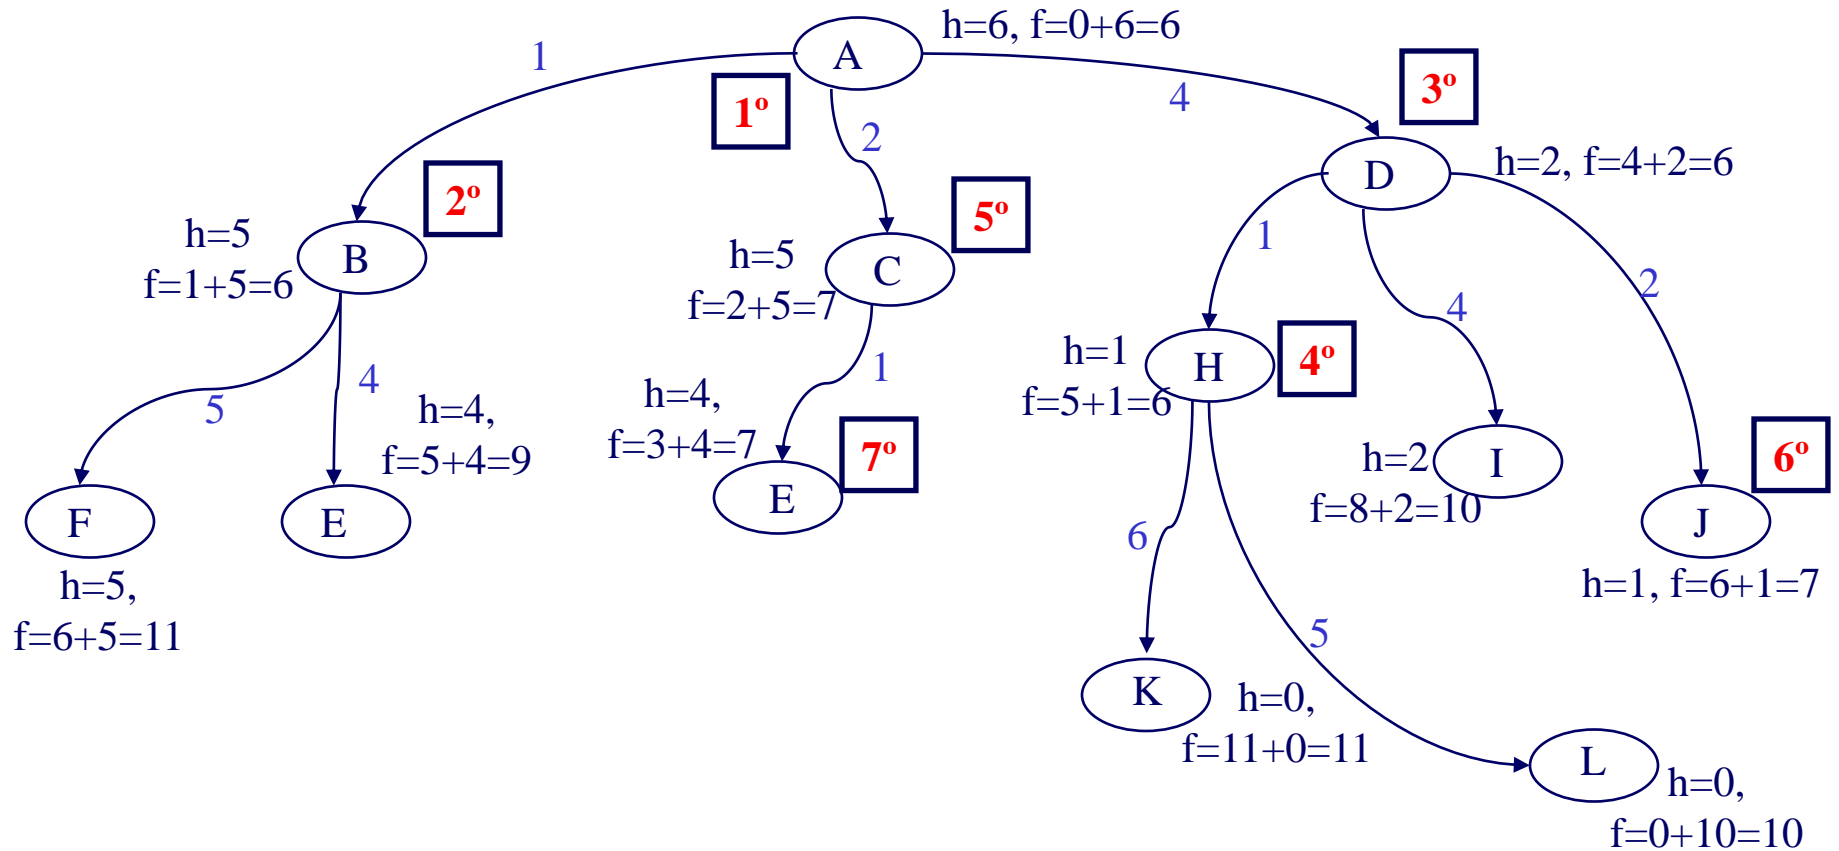 h=6, f=0+6=6
A
1
4
3º
1º
2
D
h=2, f=4+2=6
2º
5º
h=5
f=1+5=6
B
h=5
f=2+5=7
C
1
4
2
h=1
f=5+1=6
H
4º
5
4
1
h=4,
f=5+4=9
h=4,
f=3+4=7
7º
h=2
f=8+2=10
I
6º
F
E
E
J
6
h=5,
f=6+5=11
h=1, f=6+1=7
5
K
h=0,
f=11+0=11
L
h=0,
f=0+10=10